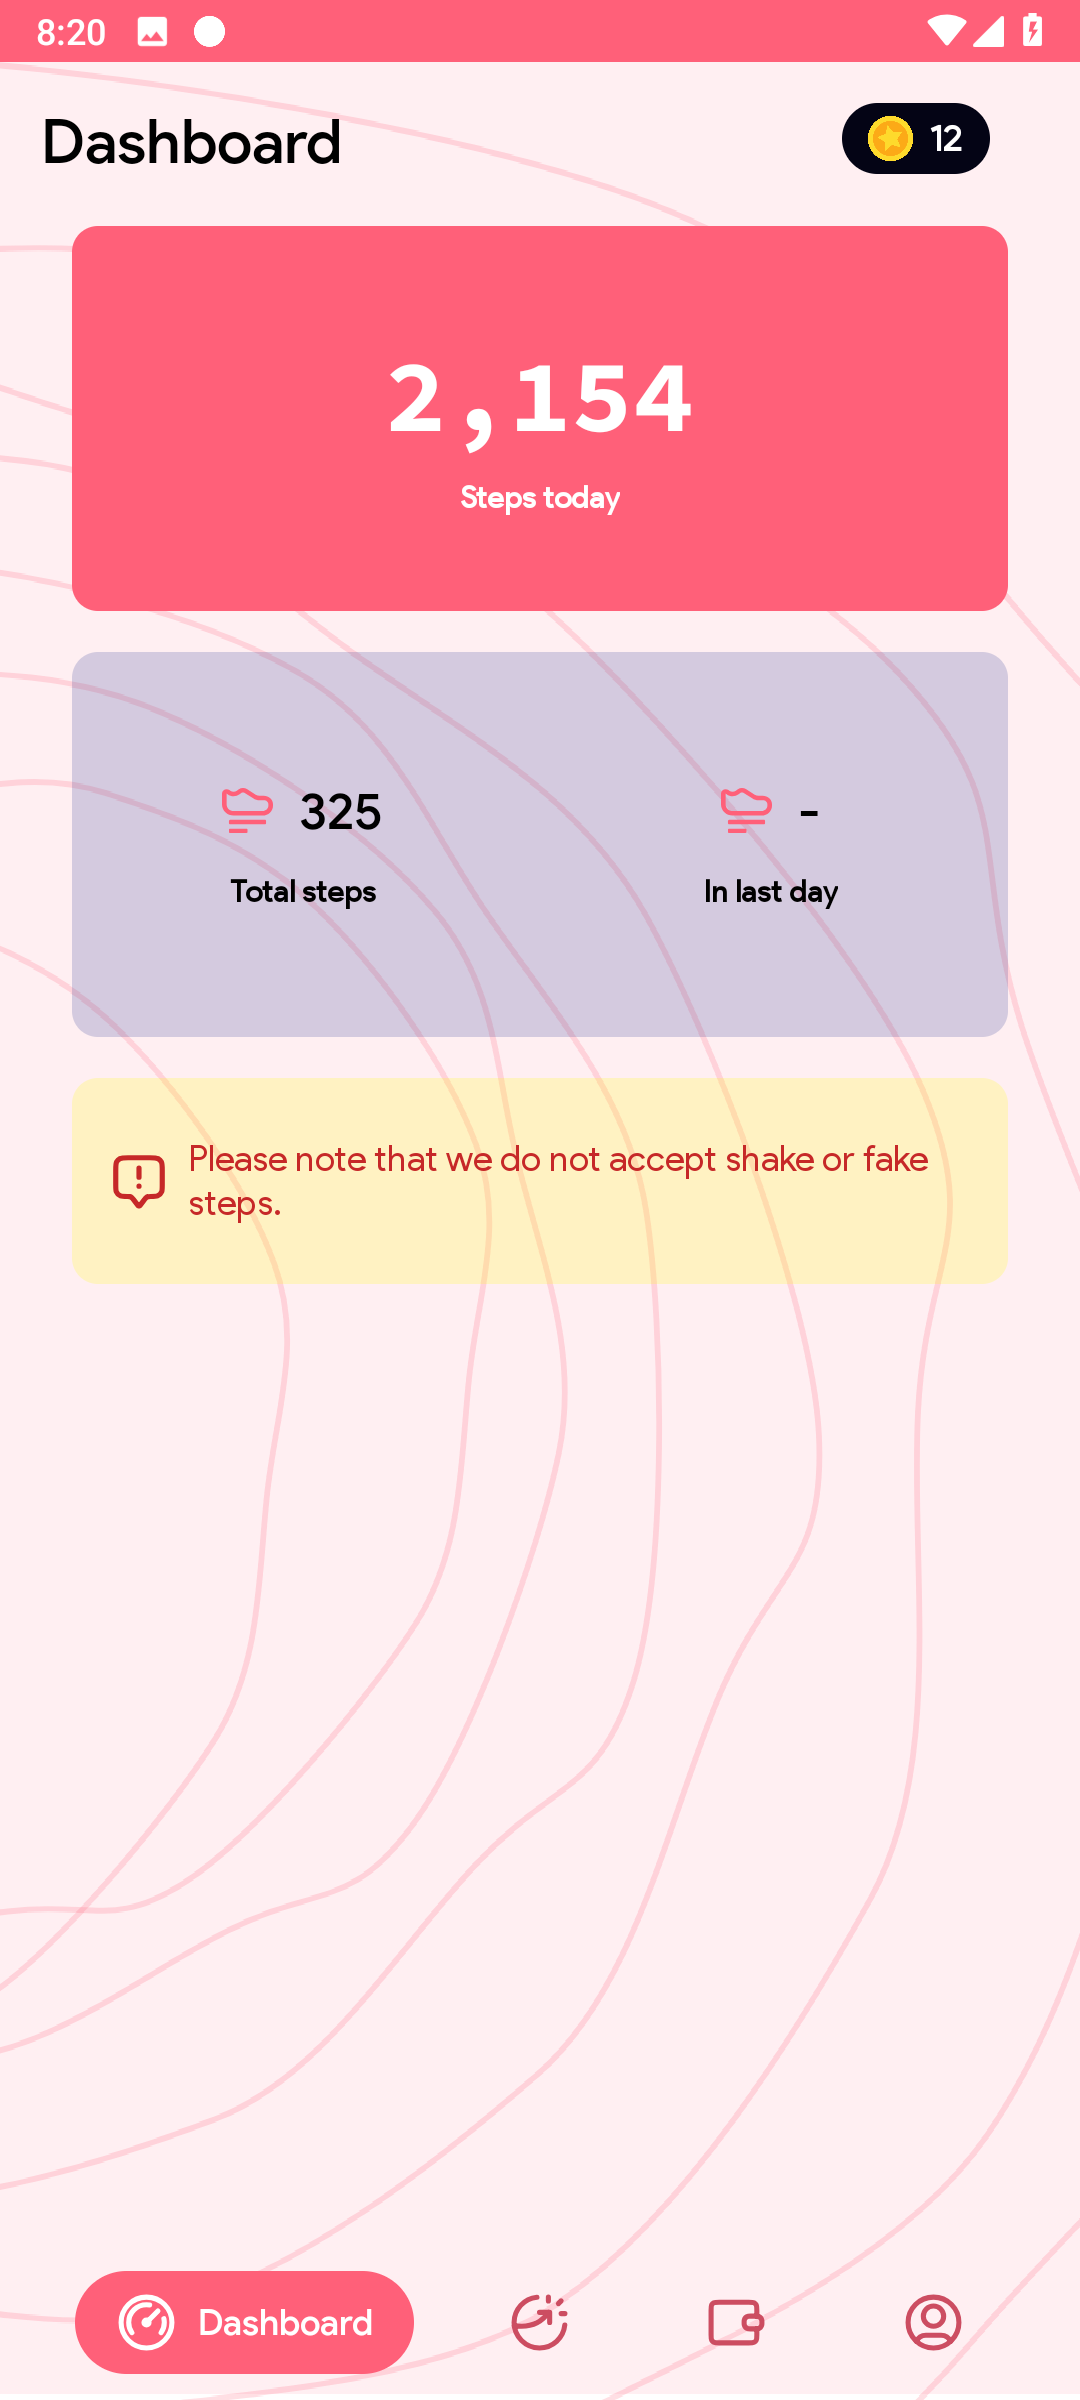 8:20
Dashboard
12
2,154
Steps today
325
-
Total steps
In last day
Please note that we do not accept shake or fake
steps.
Dashboard